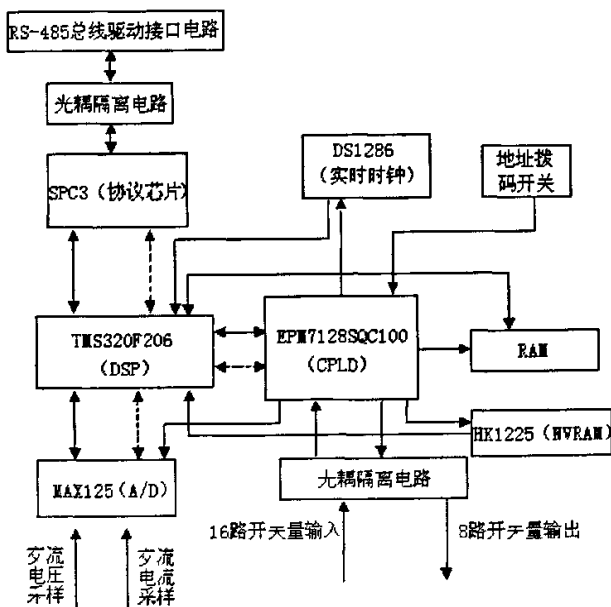 RS-485总线驱动接口电路
光耦隔离电路
SPC3（协议芯片）
DS1286
（实时时钟）
地址拨
码开关
TMS320F206
（DSP）
EPM7128SQC100
（CPLD）
RAM
HK1225（NVRAM）
MAX125（A/D）
光耦隔离电路
16路开关量输入
8路开关量输出
交流
电压
采样
交流
电流
采样